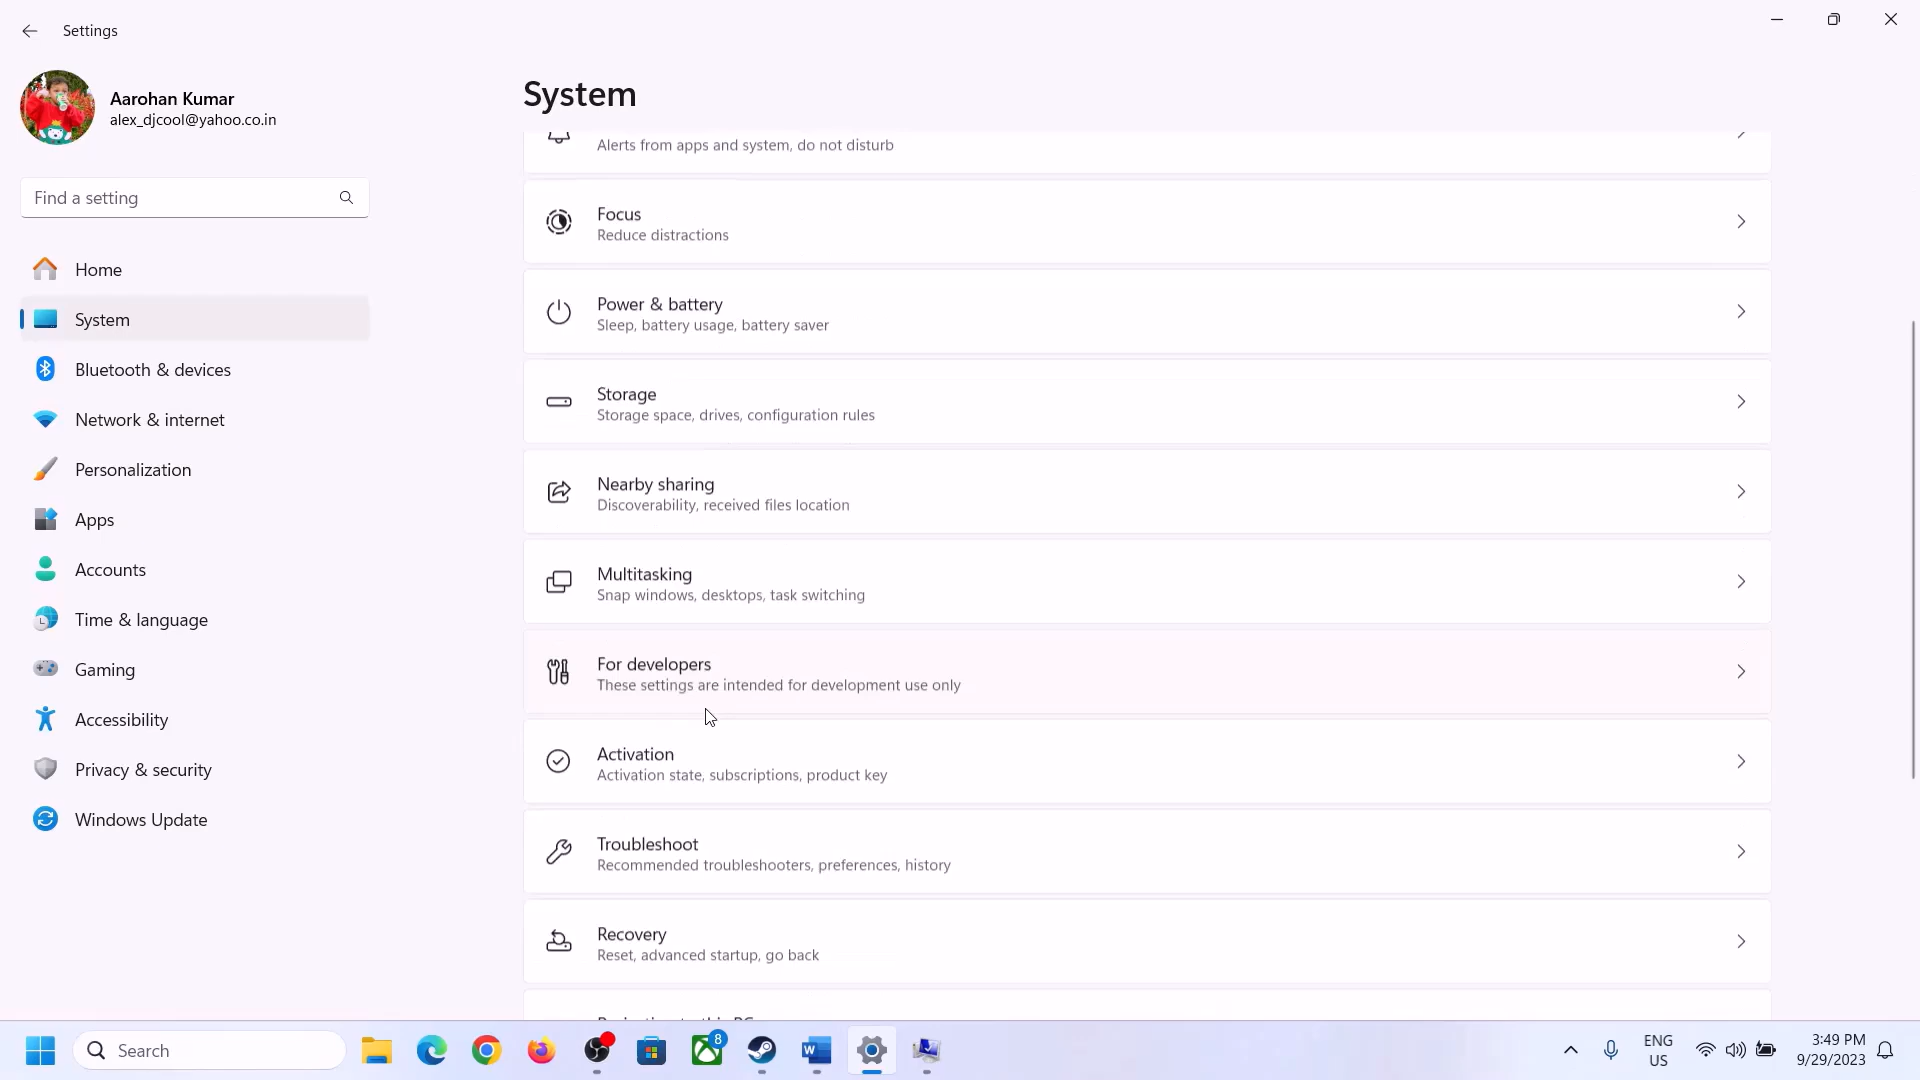 Settings
Aarohan Kumar
alex_djcool@yahoo.co.in
Find a setting
Home
System
Bluetooth & devices
Network & internet
Personalization
Apps
Accounts
Time & language
Gaming
Accessibility
Privacy & security
Windows Update
System
Alerts from apps and system, do not disturb
Focus
Reduce distractions
Power & battery
Sleep, battery usage, battery saver
Storage
Storage space, drives, configuration rules
Nearby sharing
Discoverability, received files location
Multitasking
Snap windows, desktops, task switching
For developers
These settings are intended for development use only
Activation
Activation state, subscriptions, product key
Troubleshoot
Recommended troubleshooters, preferences, history
Recovery
Reset, advanced startup, go back
Projecting to this PC
Search
8
W
ENG
US
3:49 PM
9/29/2023